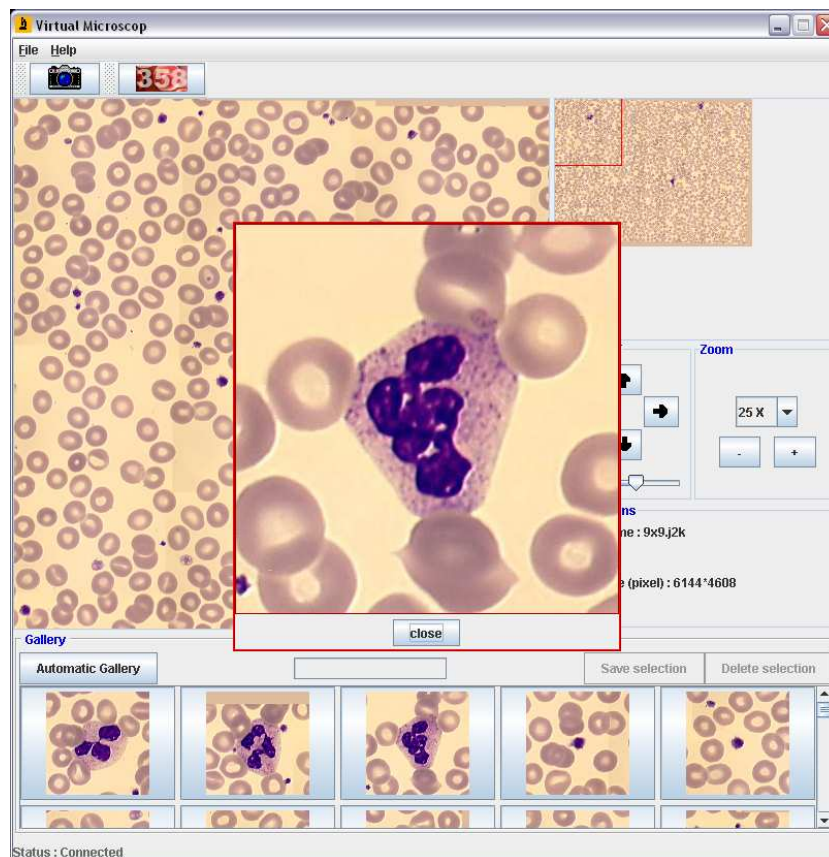 Virtual Microscop
File Help
358
Zoom
25 X
- +
ns
me : 9x9.j2k
e (pixel) : 6144*4608
close
Gallery
Automatic Gallery
Save selection
Delete selection
Status : Connected